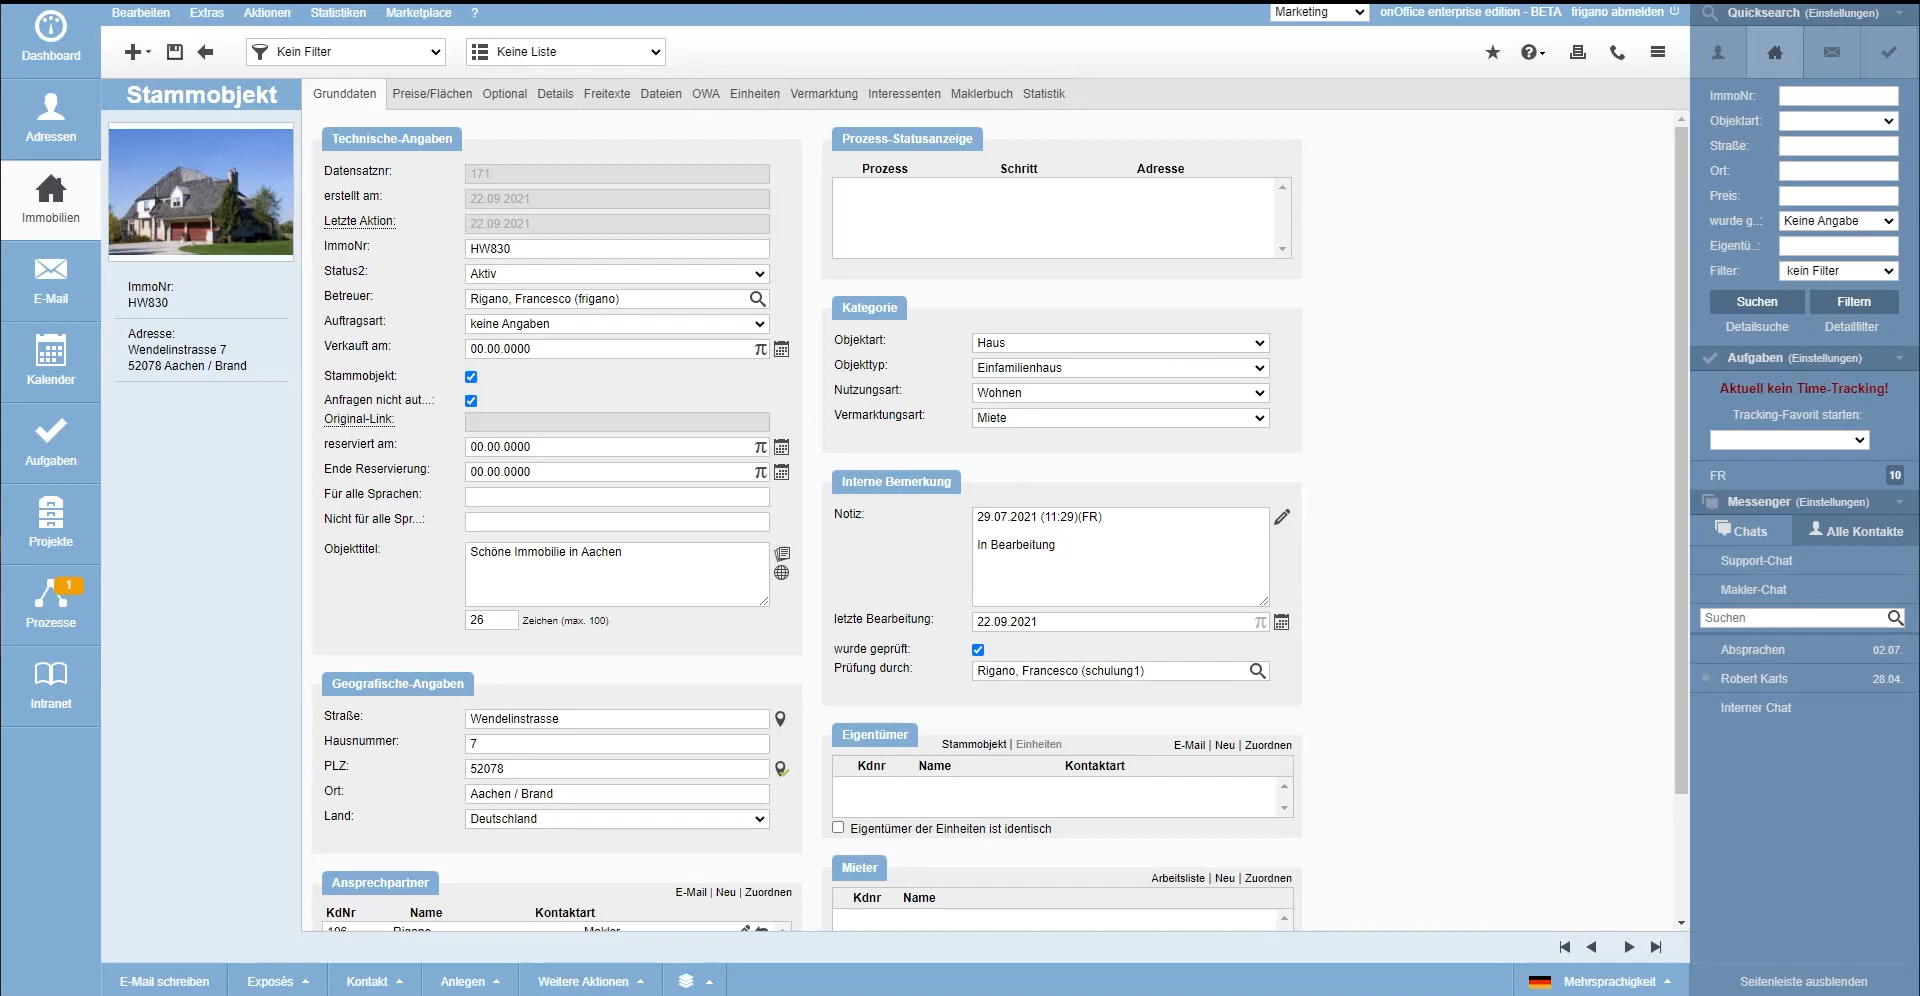 Bearbeiten Extras Aktionen Statistiken Marketplace ?
Marketing onOffice enterprise edition - BETA frigano abmelden
Quicksearch (Einstellungen)
Dashboard
Adressen
Immobilien
E-Mail
Kalender
Aufgaben
Projekte
1
Prozesse
Intranet
Kein Filter Keine Liste
Stammobjekt
ImmoNr:
HW830
Adresse:
Wendelinstrasse 7
52078 Aachen / Brand
Grunddaten Preise/Flächen Optional Details Freitexte Dateien OWA Einheiten Vermarktung Interessenten Maklerbuch Statistik
Technische-Angaben
Datensatznr: 171
erstellt am: 22.09.2021
Letzte Aktion: 22.09.2021
ImmoNr: HW830
Status2: Aktiv
Betreuer: Rigano, Francesco (frigano)
Auftragsart: keine Angaben
Verkauft am: 00.00.0000 π
Stammobjekt:
Anfragen nicht aut...:
Original-Link:
reserviert am: 00.00.0000 π
Ende Reservierung: 00.00.0000 π
Für alle Sprachen:
Nicht für alle Spr...:
Objekttitel: Schöne Immobilie in Aachen
26 Zeichen (max. 100)
Geografische-Angaben
Straße: Wendelinstrasse
Hausnummer: 7
PLZ: 52078
Ort: Aachen / Brand
Land: Deutschland
Ansprechpartner
E-Mail | Neu | Zuordnen
KdNr Name Kontaktart
Prozess-Statusanzeige
Prozess Schritt Adresse
Kategorie
Objektart: Haus
Objekttyp: Einfamilienhaus
Nutzungsart: Wohnen
Vermarktungsart: Miete
Interne Bemerkung
Notiz: 29.07.2021 (11:29)(FR)
In Bearbeitung
letzte Bearbeitung: 22.09.2021 π
wurde geprüft:
Prüfung durch: Rigano, Francesco (schulung1)
Eigentümer
Stammobjekt | Einheiten E-Mail | Neu | Zuordnen
Kdnr Name Kontaktart
Eigentümer der Einheiten ist identisch
Mieter
Arbeitsliste | Neu | Zuordnen
Kdnr Name
ImmoNr:
Objektart:
Straße:
Ort:
Preis:
wurde g..: Keine Angabe
Eigentü..:
Filter: kein Filter
Suchen Filtern
Detailsuche Detailfilter
Aufgaben (Einstellungen)
Aktuell kein Time-Tracking!
Tracking-Favorit starten:
FR 10
Messenger (Einstellungen)
Chats Alle Kontakte
Support-Chat
Makler-Chat
Suchen
Absprachen 02.07.
Robert Karls 28.04.
Interner Chat
E-Mail schreiben Exposés Kontakt Anlegen Weitere Aktionen
Mehrsprachigkeit
Seitenleiste ausblenden